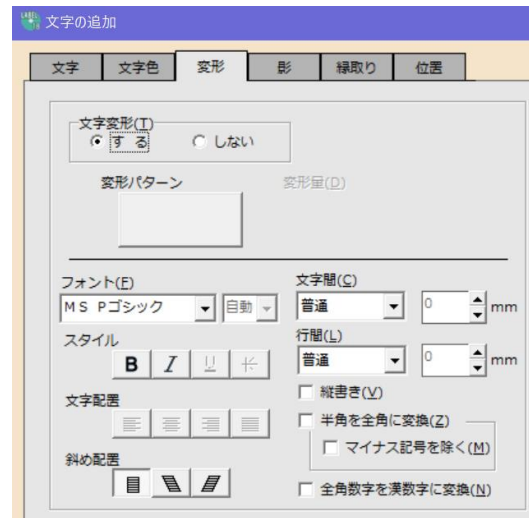 文字の追加
文字 文字色 変形 影 縁取り 位置
文字変形(T)
する しない
変形パターン 変形量(D)
フォント(F)
MS Pゴシック 自動
スタイル
B I U
文字配置
斜め配置
文字間(C)
普通 0 mm
行間(L)
普通 0 mm
縦書き(V)
半角を全角に変換(Z)
マイナス記号を除く(M)
全角数字を漢数字に変換(N)